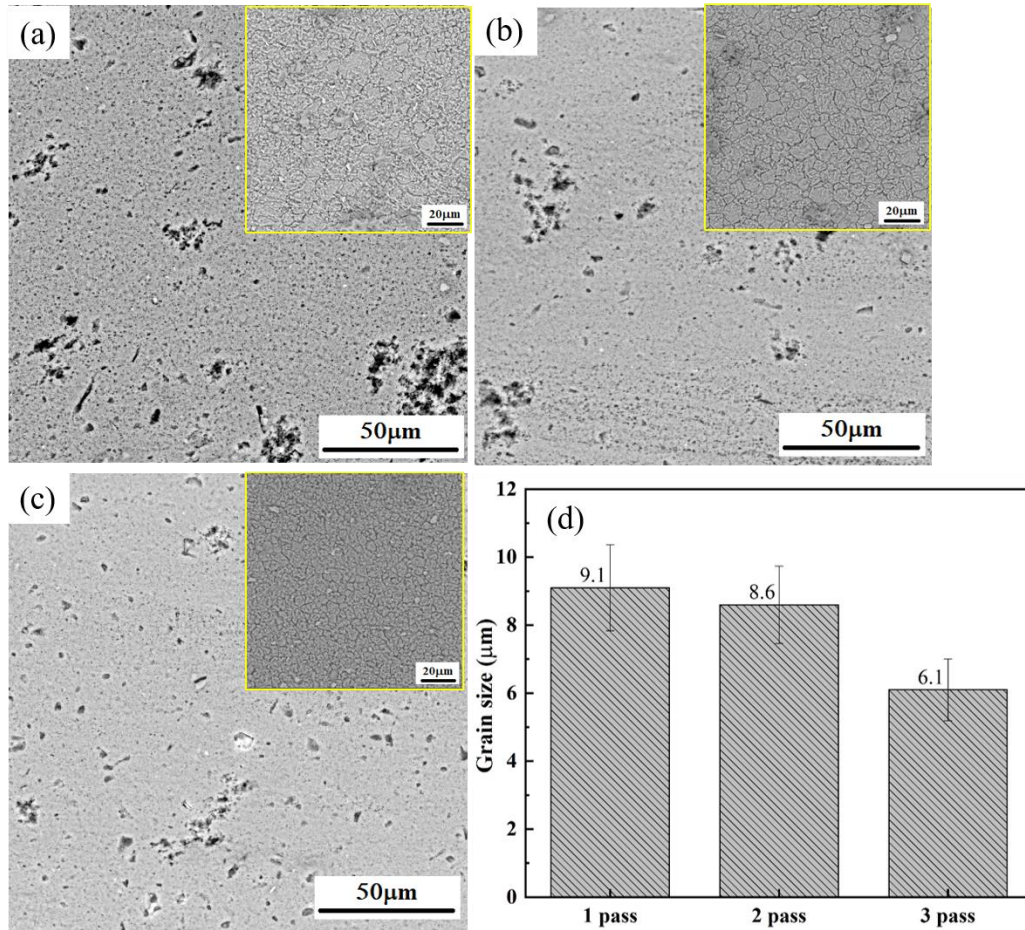 (a)
20μm
50μm
(b)
20μm
50μm
(c)
20μm
50μm
(d)
Grain size (μm)
12
10
8
6
4
2
0
9.1
8.6
6.1
1 pass
2 pass
3 pass